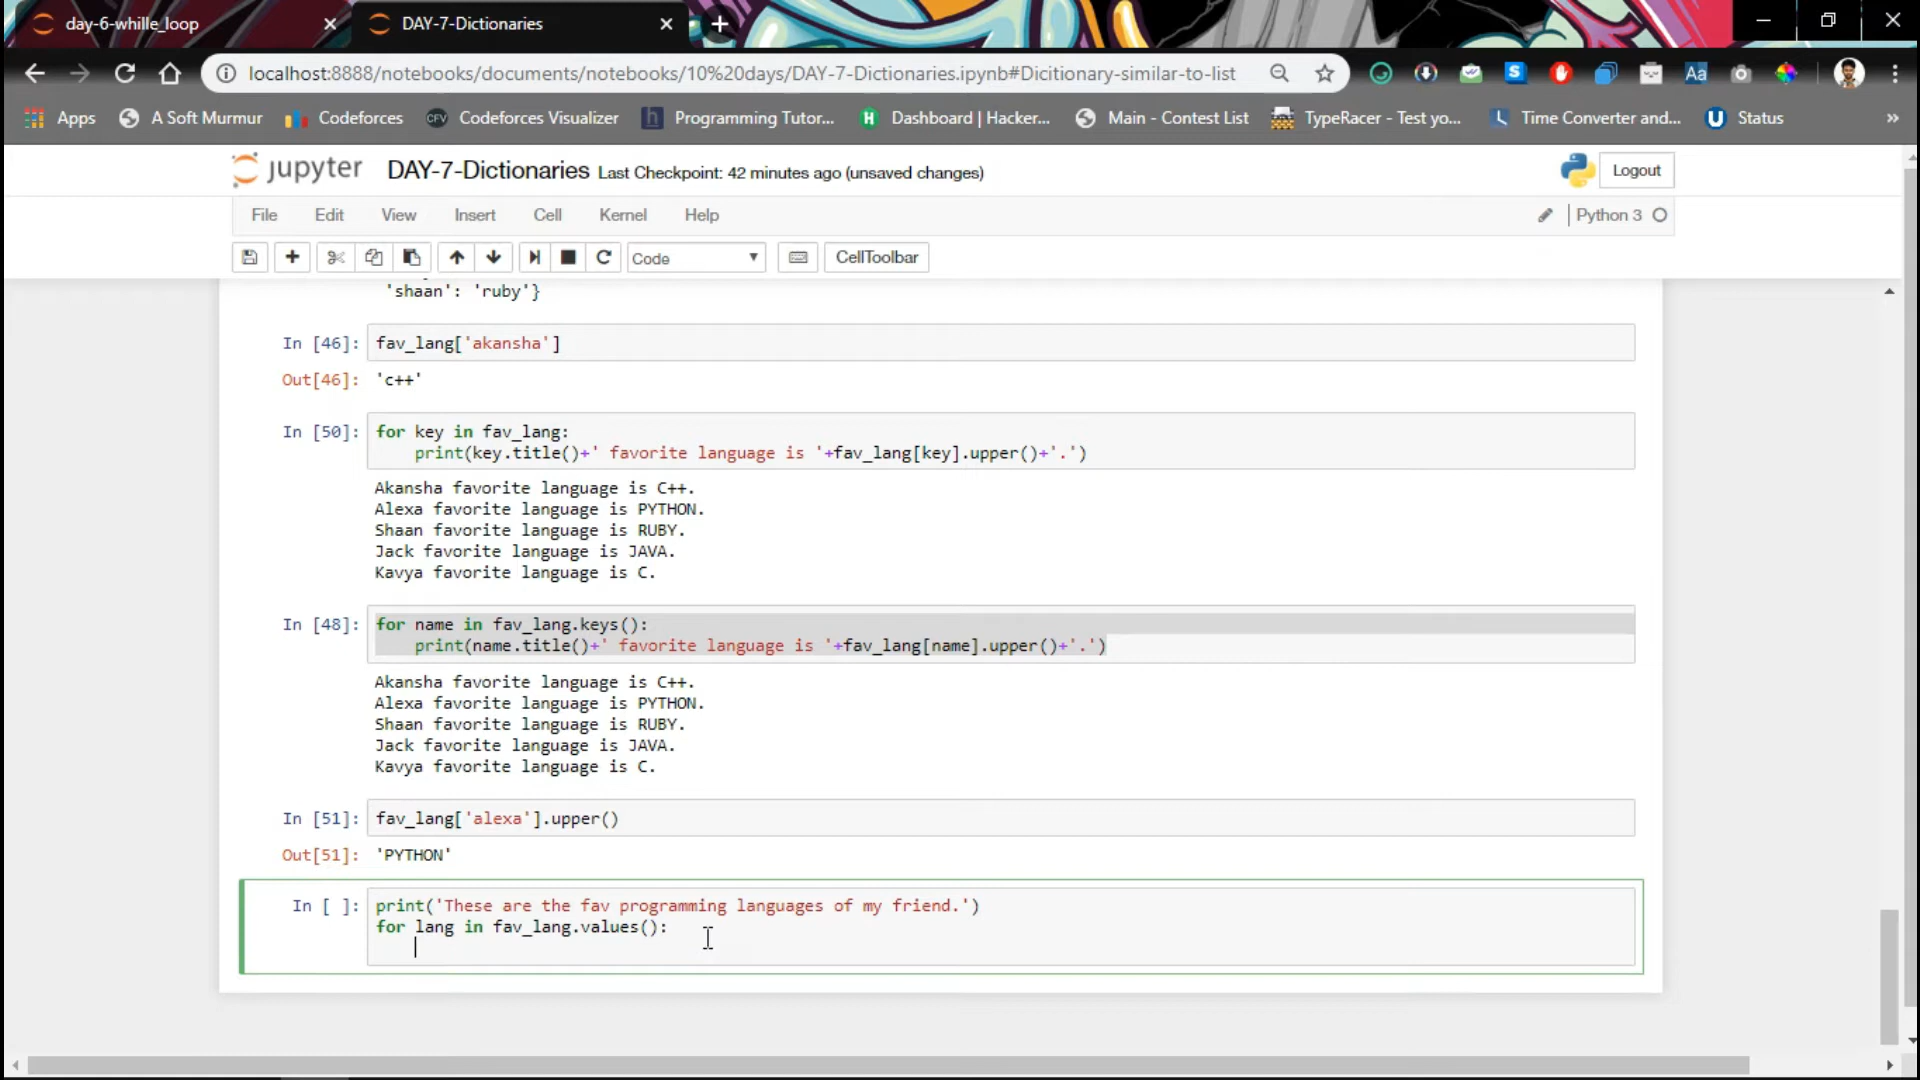 day-6-whille_loop
DAY-7-Dictionaries
localhost:8888/notebooks/documents/notebooks/10%20days/DAY-7-Dictionaries.ipynb#Dicitionary-similar-to-list
Apps A Soft Murmur Codeforces CFV Codeforces Visualizer h Programming Tutor... H Dashboard | Hacker... Main - Contest List TypeRacer - Test yo... Time Converter and... U Status »
jupyter DAY-7-Dictionaries Last Checkpoint: 42 minutes ago (unsaved changes) Logout
File Edit View Insert Cell Kernel Help Python 3
Code CellToolbar
'shaan': 'ruby'}
In [46]: fav_lang['akansha']
Out[46]: 'c++'
In [50]: for key in fav_lang:
print(key.title()+' favorite language is '+fav_lang[key].upper()+'.')
Akansha favorite language is C++.
Alexa favorite language is PYTHON.
Shaan favorite language is RUBY.
Jack favorite language is JAVA.
Kavya favorite language is C.
In [48]: for name in fav_lang.keys():
print(name.title()+' favorite language is '+fav_lang[name].upper()+'.')
Akansha favorite language is C++.
Alexa favorite language is PYTHON.
Shaan favorite language is RUBY.
Jack favorite language is JAVA.
Kavya favorite language is C.
In [51]: fav_lang['alexa'].upper()
Out[51]: 'PYTHON'
In [ ]: print('These are the fav programming languages of my friend.')
for lang in fav_lang.values():